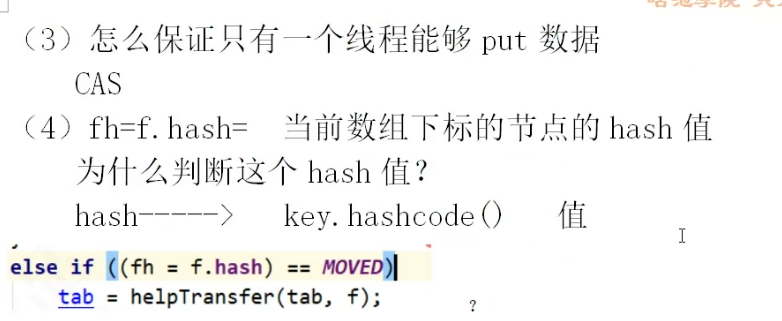 （3）怎么保证只有一个线程能够 put 数据
CAS
（4）fh=f.hash= 当前数组下标的节点的 hash 值
为什么判断这个 hash 值？
hash-----> key.hashcode() 值
else if ((fh = f.hash) == MOVED)
tab = helpTransfer(tab, f);
?